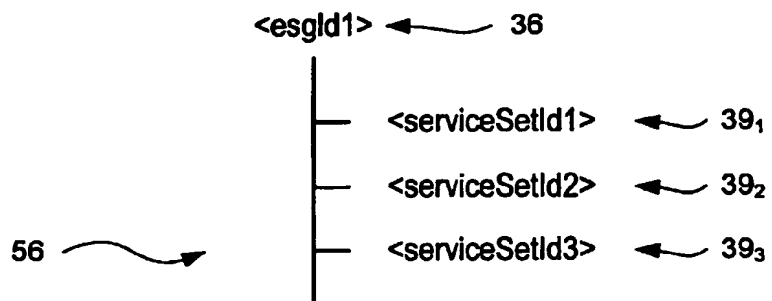 <esgId1> 36
<serviceSetId1> 39₁
<serviceSetId2> 39₂
56 <serviceSetId3> 39₃